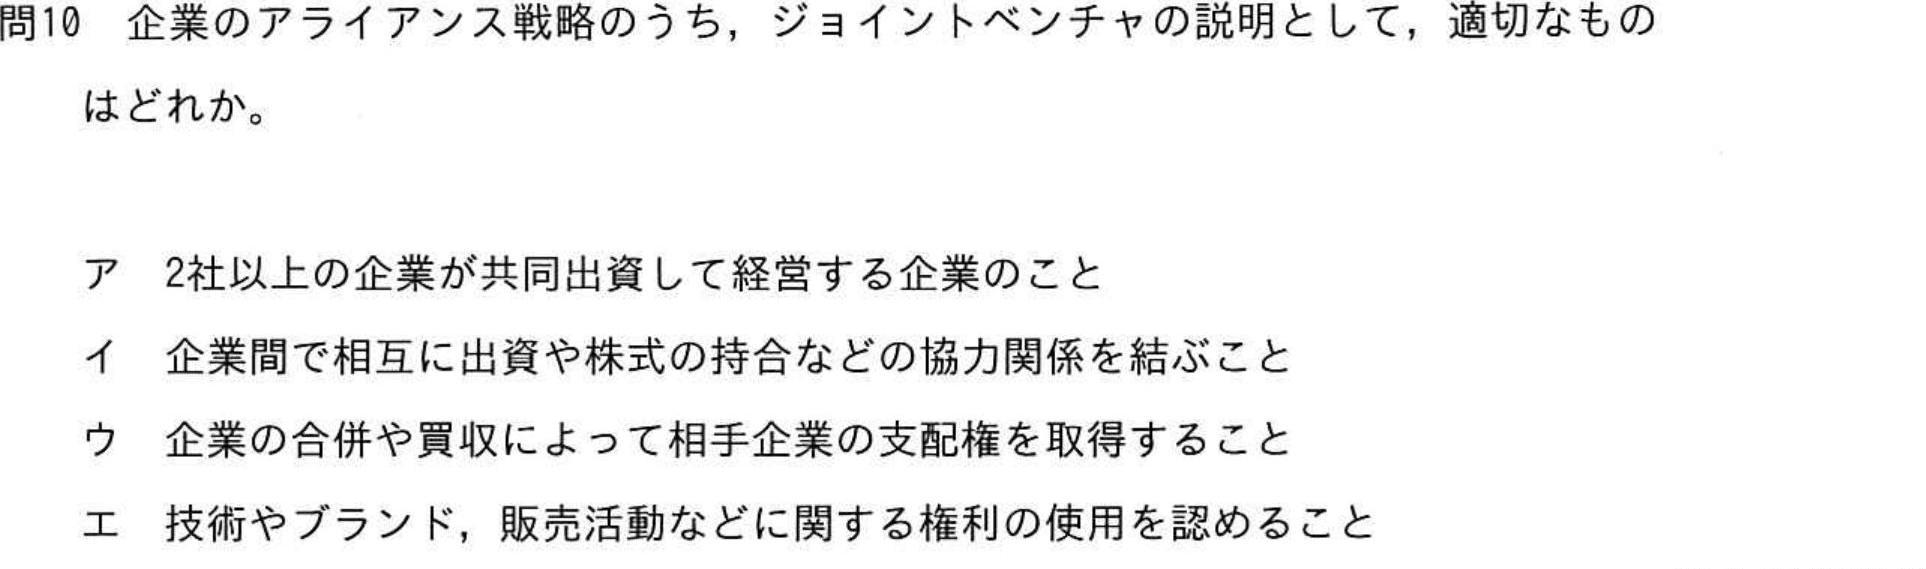 問10 企業のアライアンス戦略のうち，ジョイントベンチャの説明として，適切なもの
はどれか。
ア 2社以上の企業が共同出資して経営する企業のこと
イ 企業間で相互に出資や株式の持合などの協力関係を結ぶこと
ウ 企業の合併や買収によって相手企業の支配権を取得すること
エ 技術やブランド，販売活動などに関する権利の使用を認めること